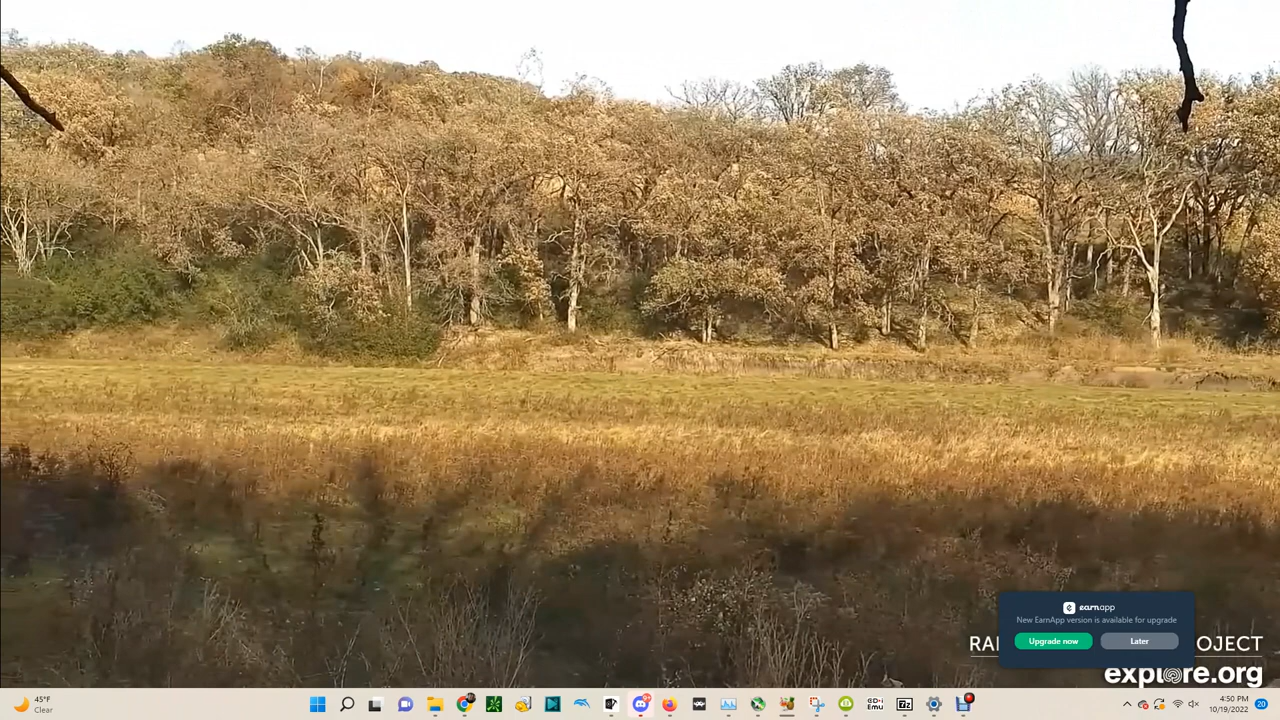 earnapp
New EarnApp version is available for upgrade
Upgrade now
Later
RA
OJECT
explore.org
45°F
Clear
4:50 PM
10/19/2022
20